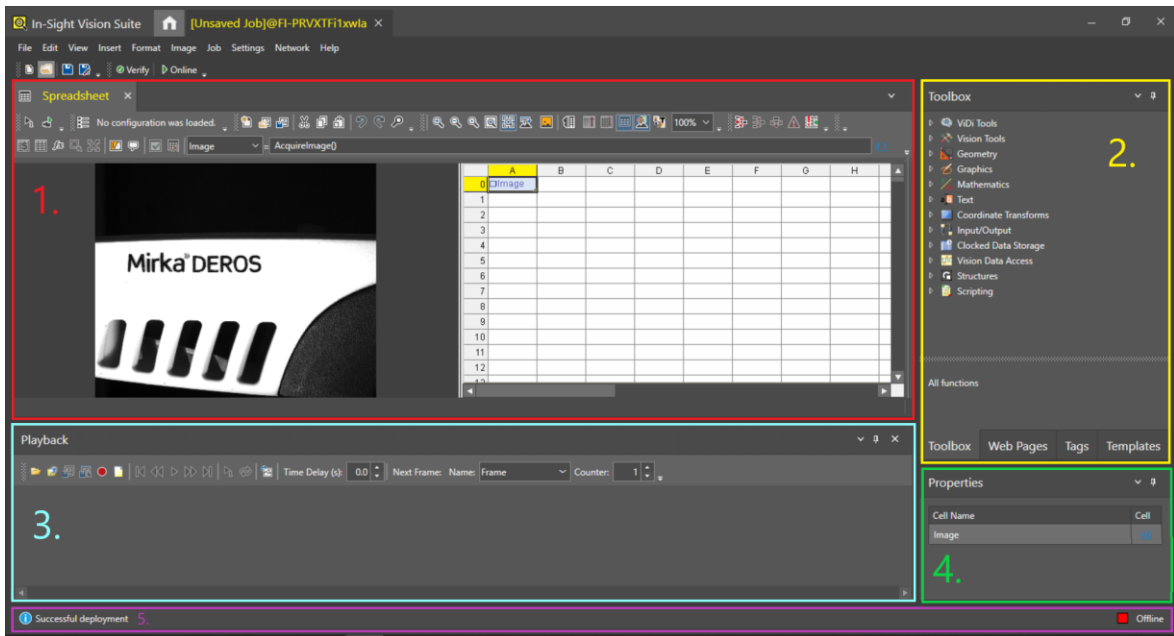 In-Sight Vision Suite [Unsaved Job]@FI-PRVXTFi1xwla ×
File Edit View Insert Format Image Job Settings Network Help
Verify Online
Spreadsheet ×
No configuration was loaded. 100%
Image = AcquireImage()
1.
Mirka DEROS
A B C D E F G H
0 Image
1
2
3
4
5
6
7
8
9
10
11
12
Toolbox
ViDi Tools
Vision Tools
Geometry
Graphics
Mathematics
Text
Coordinate Transforms
Input/Output
Clocked Data Storage
Vision Data Access
Structures
Scripting
2.
All functions
Toolbox Web Pages Tags Templates
Playback
Time Delay (s): 0.0 Next Frame: Name: Frame Counter: 1
3.
Properties
Cell Name Cell
Image
4.
Successful deployment 5. Offline